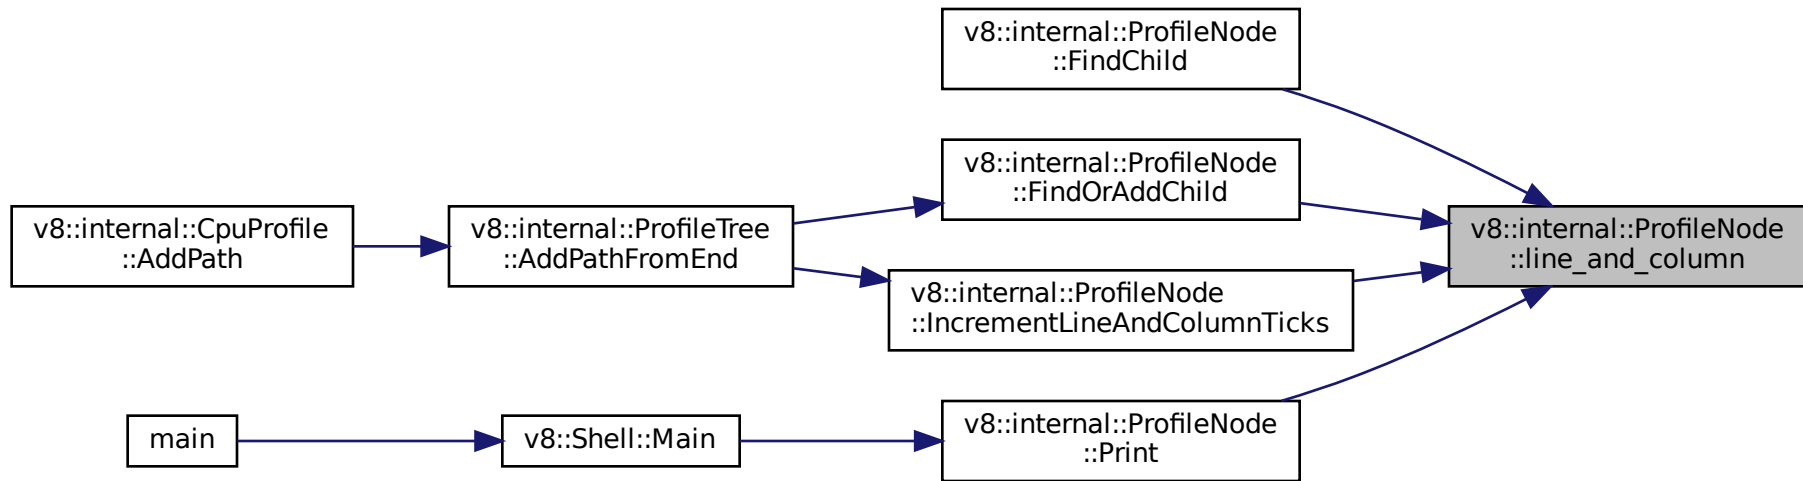 v8::internal::ProfileNode
::FindChild
v8::internal::ProfileNode
::FindOrAddChild
v8::internal::CpuProfile
::AddPath
v8::internal::ProfileTree
::AddPathFromEnd
v8::internal::ProfileNode
::line_and_column
v8::internal::ProfileNode
::IncrementLineAndColumnTicks
main
v8::Shell::Main
v8::internal::ProfileNode
::Print